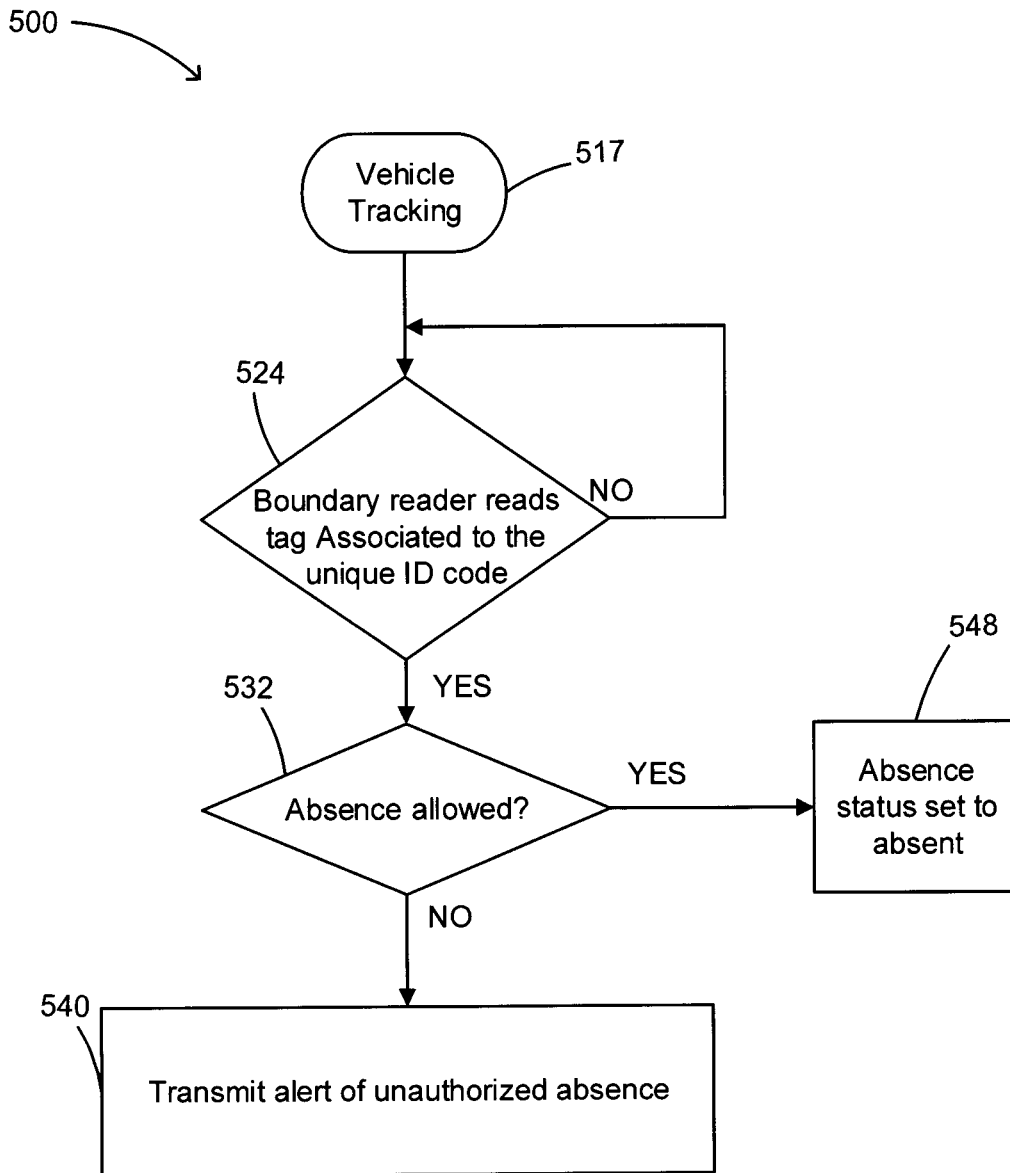 500
517
Vehicle
Tracking
524
NO
Boundary reader reads
tag Associated to the
unique ID code
548
532
YES
YES
Absence allowed?
Absence
status set to
absent
NO
540
Transmit alert of unauthorized absence